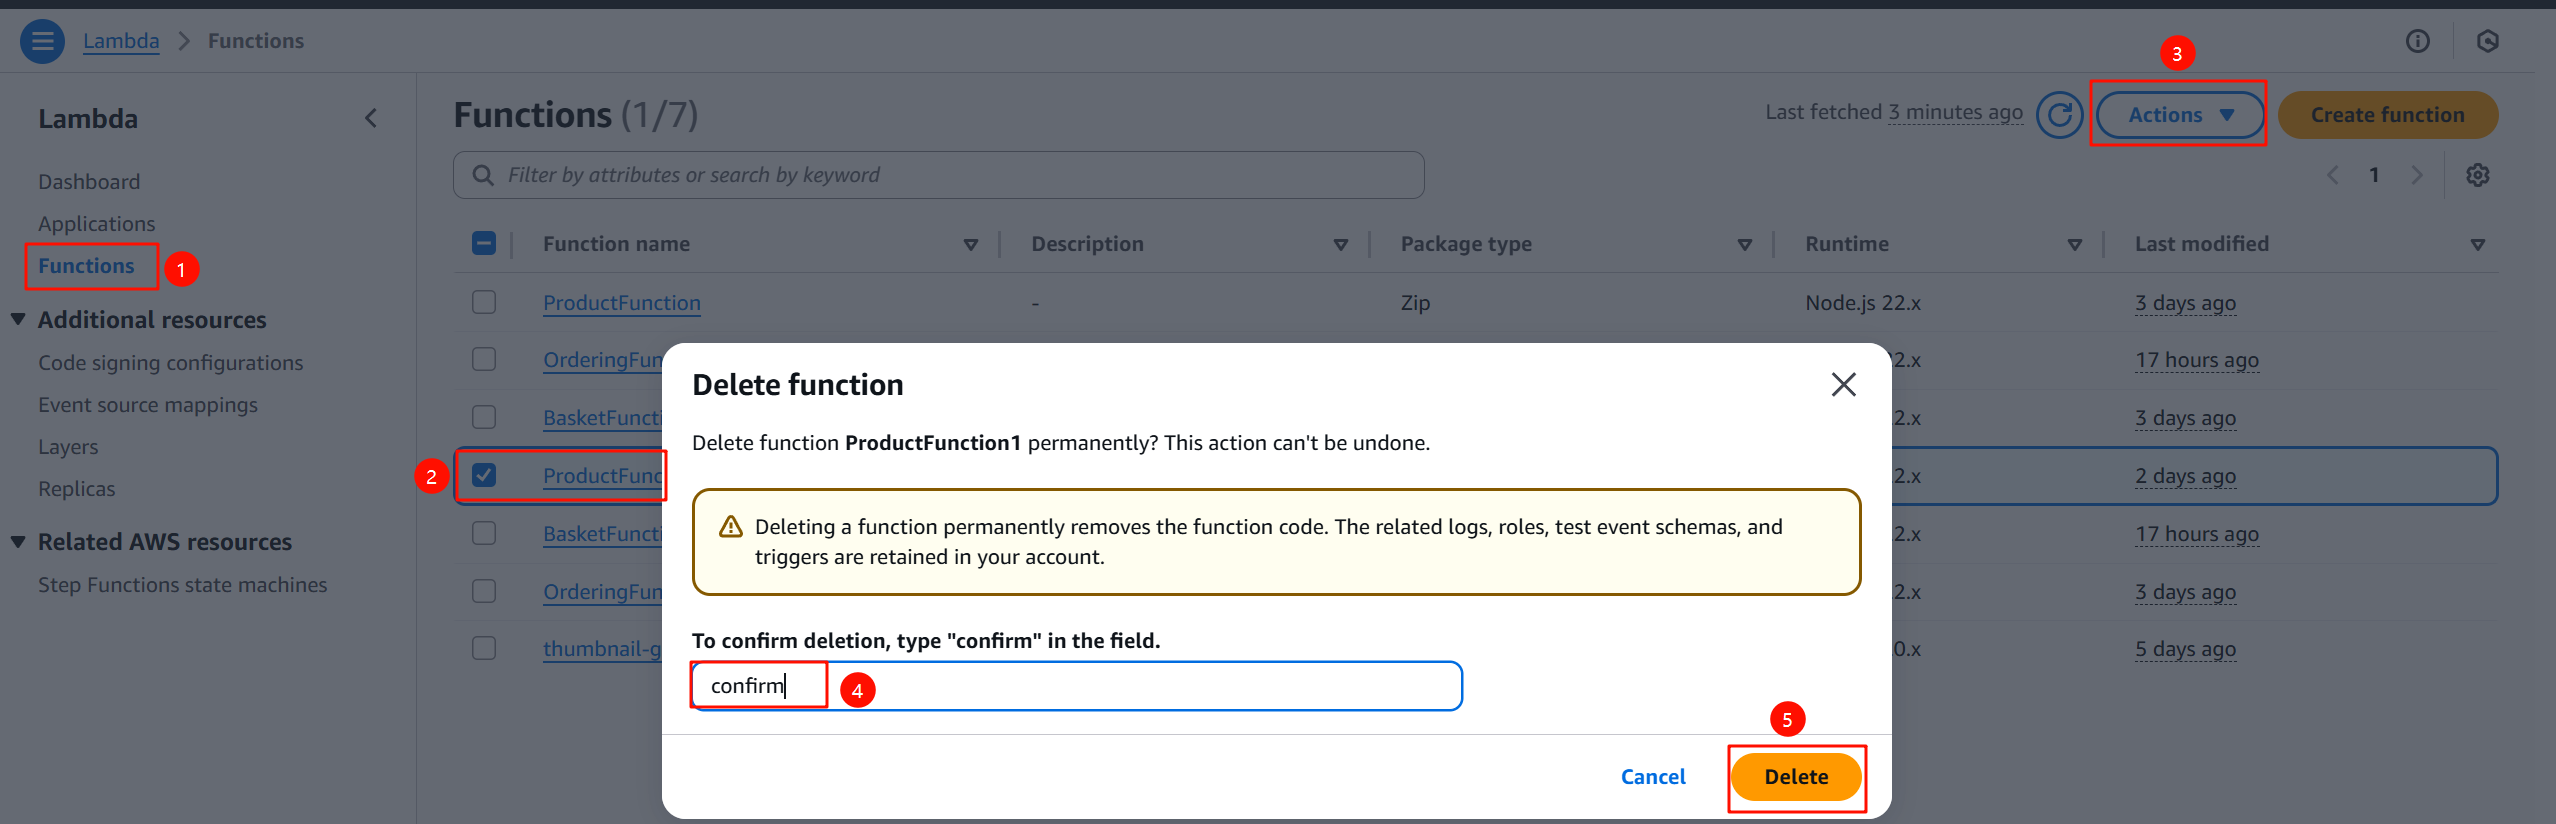 Lambda > Functions
3
Lambda
Functions (1/7)
Last fetched 3 minutes ago
Actions
Create function
Filter by attributes or search by keyword
1
Dashboard
Applications
Functions 1
Additional resources
Code signing configurations
Event source mappings
Layers
Replicas
Related AWS resources
Step Functions state machines
Function name Description Package type Runtime Last modified
ProductFunction - Zip Node.js 22.x 3 days ago
OrderingFun 2.x 17 hours ago
BasketFuncti 2.x 3 days ago
2 ProductFunc 2.x 2 days ago
BasketFuncti 2.x 17 hours ago
OrderingFun 2.x 3 days ago
thumbnail-g 0.x 5 days ago
Delete function
Delete function ProductFunction1 permanently? This action can't be undone.
Deleting a function permanently removes the function code. The related logs, roles, test event schemas, and
triggers are retained in your account.
To confirm deletion, type "confirm" in the field.
confirm 4
5
Cancel Delete